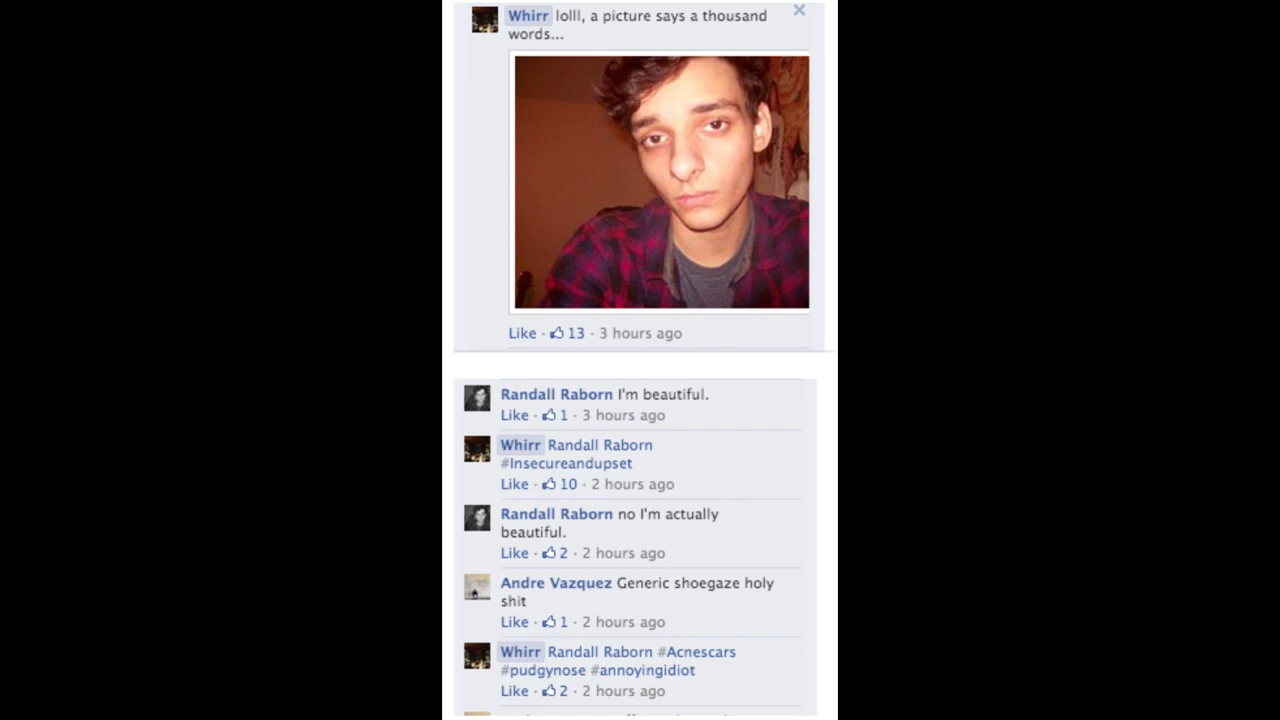 Whirr lolll, a picture says a thousand
words...
Like · 13 · 3 hours ago
Randall Raborn I'm beautiful.
Like · 1 · 3 hours ago
Whirr Randall Raborn
#Insecureandupset
Like · 10 · 2 hours ago
Randall Raborn no I'm actually
beautiful.
Like · 2 · 2 hours ago
Andre Vazquez Generic shoegaze holy
shit
Like · 1 · 2 hours ago
Whirr Randall Raborn #Acnescars
#pudgynose #annoyingidiot
Like · 2 · 2 hours ago